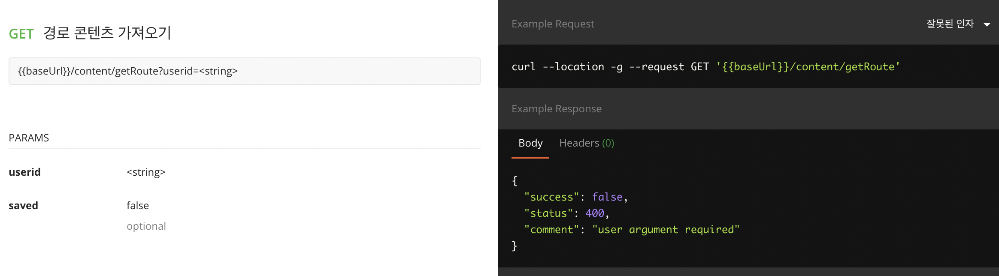 GET 경로 콘텐츠 가져오기
{{baseUrl}}/content/getRoute?userid=<string>
PARAMS
userid <string>
saved false
optional
Example Request 잘못된 인자
curl --location -g --request GET '{{baseUrl}}/content/getRoute'
Example Response
Body Headers (0)
{
  "success": false,
  "status": 400,
  "comment": "user argument required"
}